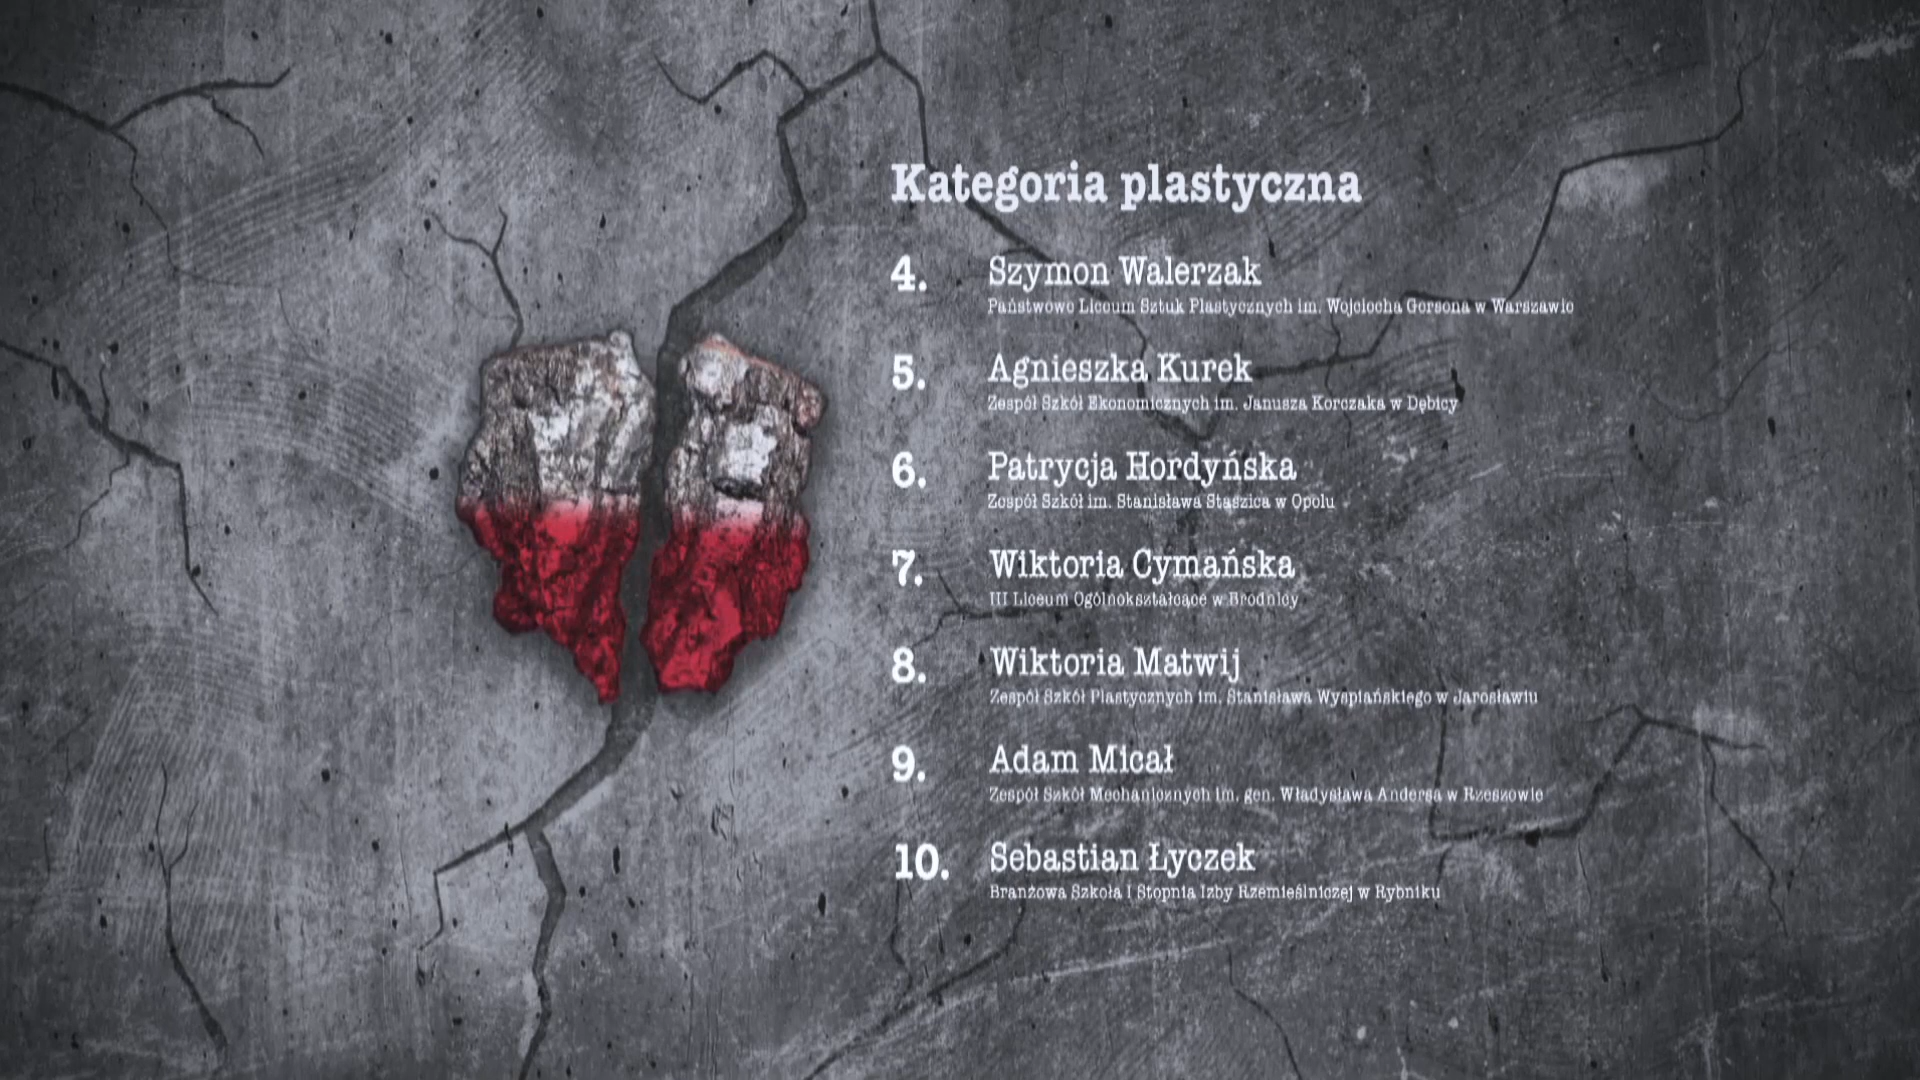 Kategoria plastyczna
4. Szymon Walerzak
Państwowe Liceum Sztuk Plastycznych im. Wojciecha Gersona w Warszawie
5. Agnieszka Kurek
Zespół Szkół Ekonomicznych im. Janusza Korczaka w Dębicy
6. Patrycja Hordyńska
Zespół Szkół im. Stanisława Staszica w Opolu
7. Wiktoria Cymańska
III Liceum Ogólnokształcące w Brodnicy
8. Wiktoria Matwij
Zespół Szkół Plastycznych im. Stanisława Wyspiańskiego w Jarosławiu
9. Adam Micał
Zespół Szkół Mechanicznych im. gen. Władysława Andersa w Rzeszowie
10. Sebastian Łyczek
Branżowa Szkoła I Stopnia Izby Rzemieślniczej w Rybniku